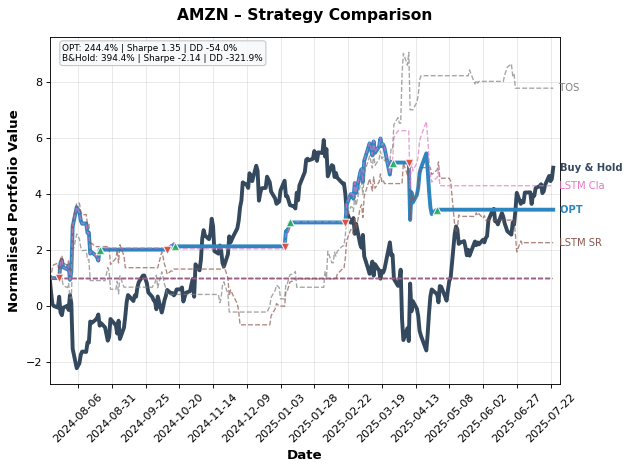 AMZN – Strategy Comparison
OPT: 244.4% | Sharpe 1.35 | DD -54.0%
B&Hold: 394.4% | Sharpe -2.14 | DD -321.9%
Normalised Portfolio Value
8
6
4
2
0
−2
TOS
Buy & Hold
LSTM Cla
OPT
LSTM SR
2024-08-06
2024-08-31
2024-09-25
2024-10-20
2024-11-14
2024-12-09
2025-01-03
2025-01-28
2025-02-22
2025-03-19
2025-04-13
2025-05-08
2025-06-02
2025-06-27
2025-07-22
Date